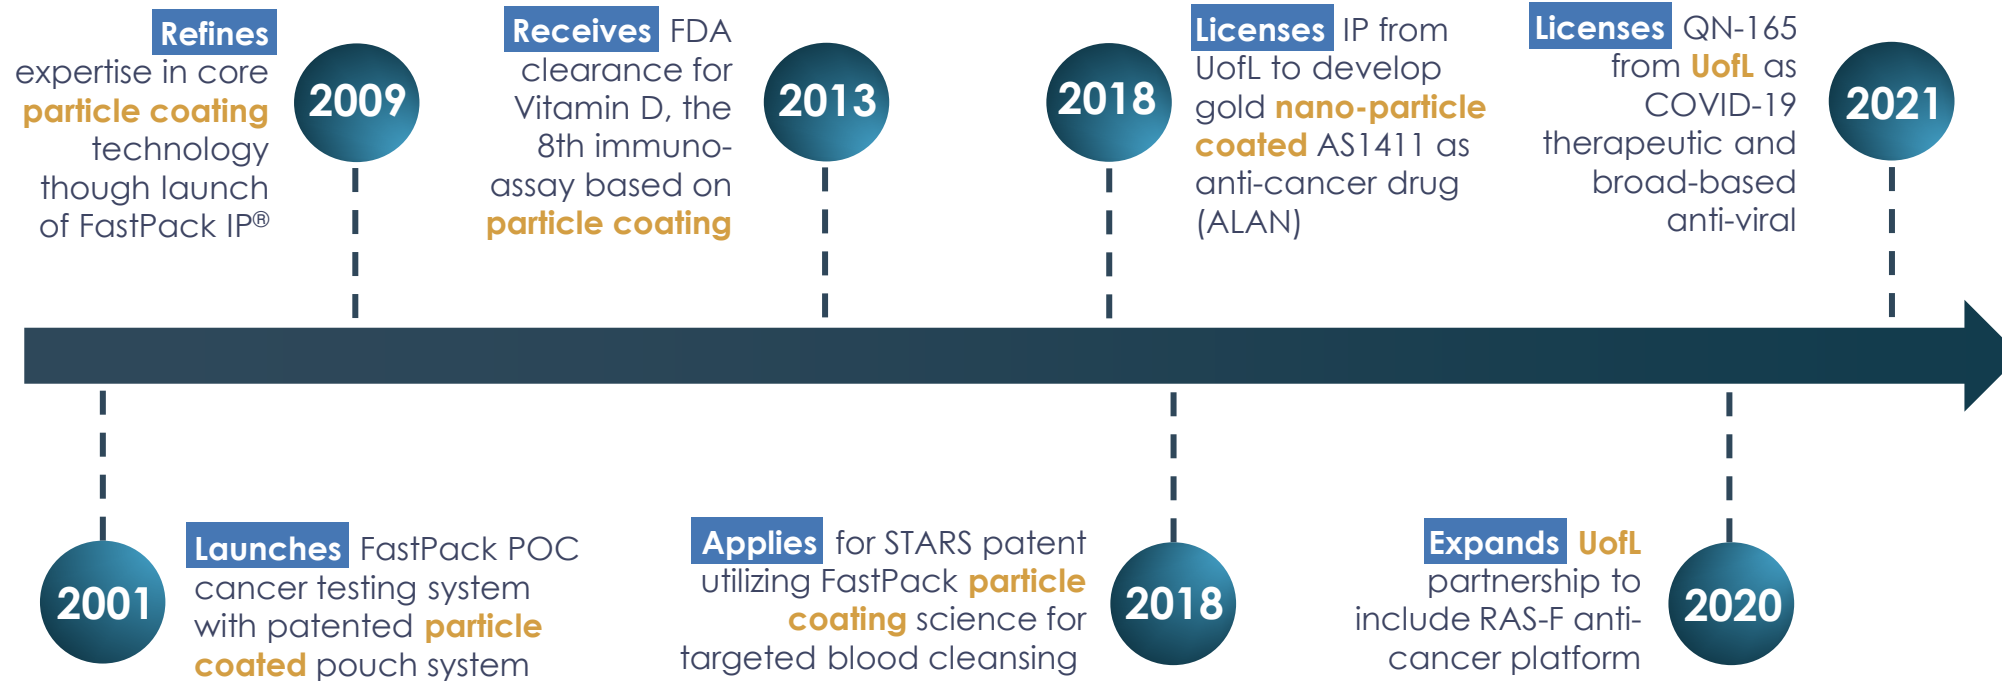 Refines
expertise in core
particle coating
technology
though launch
of FastPack IP®
2009
Receives FDA
clearance for
Vitamin D, the
8th immuno-
assay based on
particle coating
2013
2018
Licenses IP from
UofL to develop
gold nano-particle
coated AS1411 as
anti-cancer drug
(ALAN)
Licenses QN-165
from UofL as
COVID-19
therapeutic and
broad-based
anti-viral
2021
2001
Launches FastPack POC
cancer testing system
with patented particle
coated pouch system
Applies for STARS patent
utilizing FastPack particle
coating science for
targeted blood cleansing
2018
Expands UofL
partnership to
include RAS-F anti-
cancer platform
2020